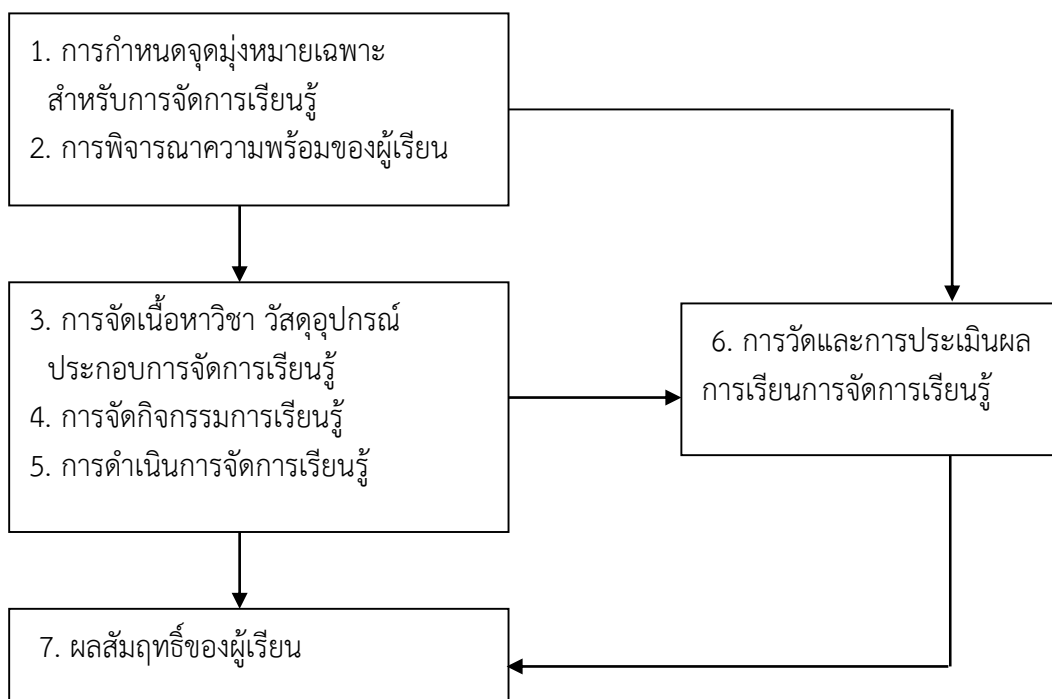 1. การกำหนดจุดมุ่งหมายเฉพาะ
สำหรับการจัดการเรียนรู้
2. การพิจารณาความพร้อมของผู้เรียน
3. การจัดเนื้อหาวิชา วัสดุอุปกรณ์
ประกอบการจัดการเรียนรู้
4. การจัดกิจกรรมการเรียนรู้
5. การดำเนินการจัดการเรียนรู้
6. การวัดและการประเมินผล
การเรียนการจัดการเรียนรู้
7. ผลสัมฤทธิ์ของผู้เรียน